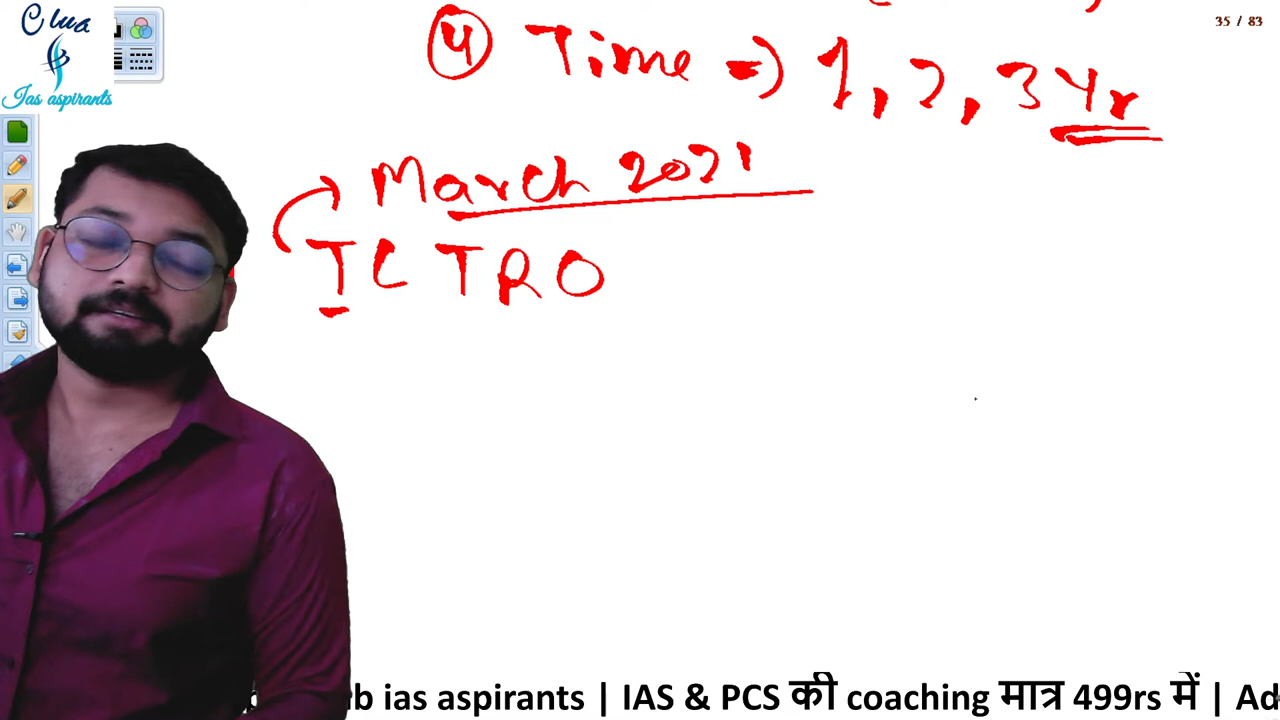 Clua
Ias aspirants
35 / 83
④ Time => 1, 2, 3 Yr
March 2021
TLTRO
b ias aspirants | IAS & PCS की coaching मात्र 499rs में | Ad